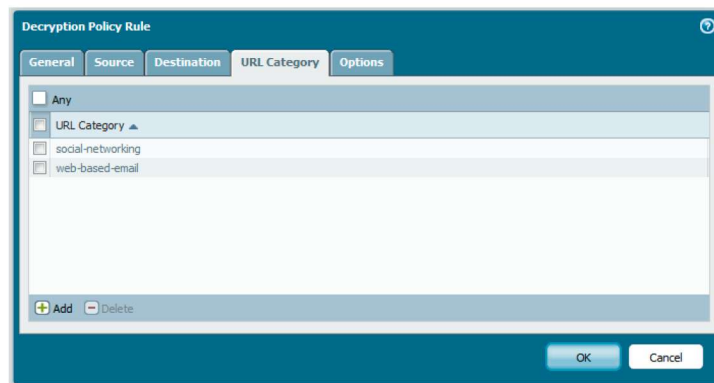 Decryption Policy Rule
General Source Destination URL Category Options
Any
URL Category
social-networking
web-based-email
Add Delete
OK Cancel